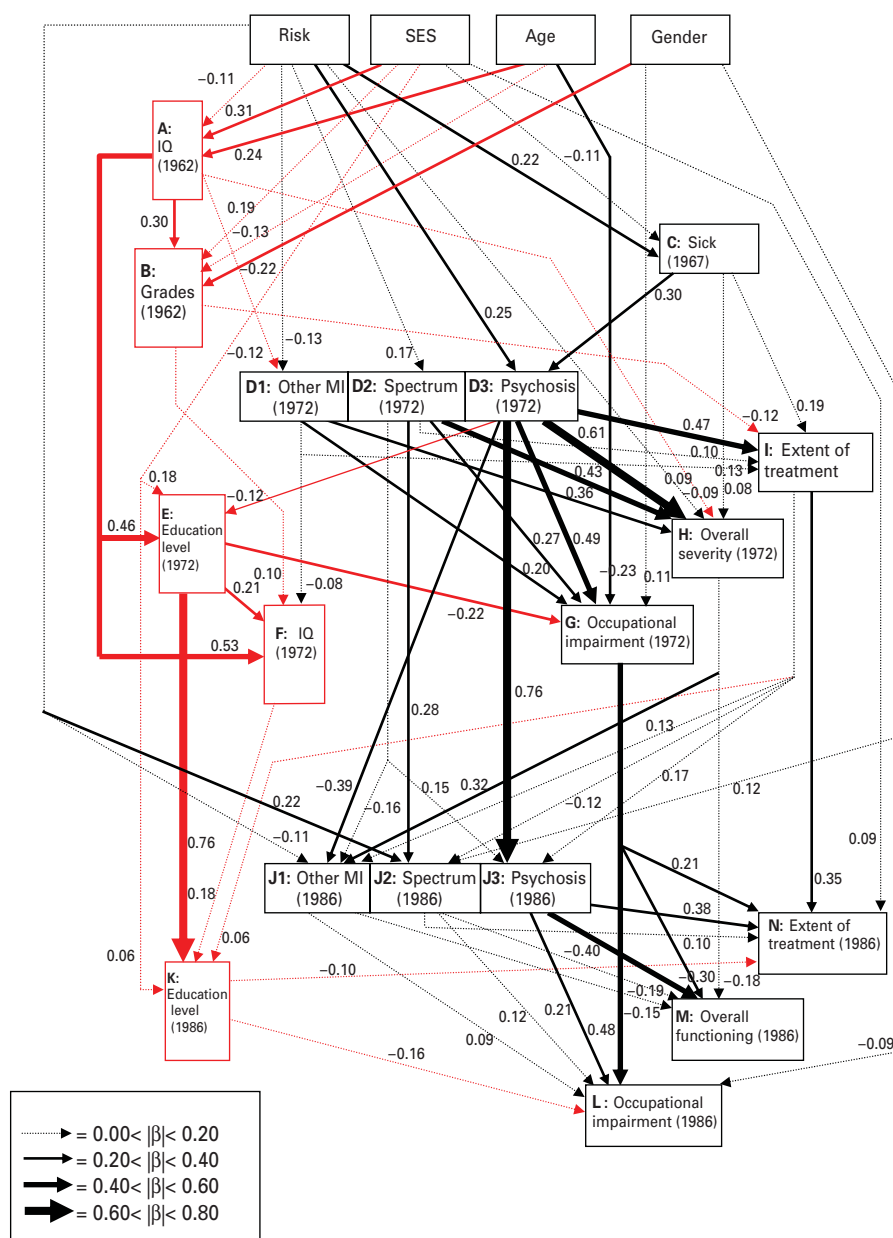 Risk
SES
Age
Gender
−0.11
0.31
A:
IQ
(1962)
0.24
0.22
−0.11
0.30
0.19
−0.13
−0.22
C: Sick
(1967)
B:
Grades
(1962)
0.30
0.25
−0.13
−0.12
0.17
D1: Other MI
(1972)
D2: Spectrum
(1972)
D3: Psychosis
(1972)
0.47
−0.12
0.19
0.61
0.10
I: Extent of
treatment
0.18
−0.12
0.43
0.09
0.13
0.36
−0.09
0.08
E:
Education
level
(1972)
0.46
H: Overall
severity (1972)
0.27
0.49
0.20
−0.23
0.11
0.21
0.10
−0.08
F: IQ
(1972)
−0.22
G: Occupational
impairment (1972)
0.53
0.76
0.28
0.13
−0.39
0.15
0.32
0.17
−0.12
0.12
0.22
−0.16
−0.11
0.76
0.09
0.21
0.35
J1: Other MI
(1986)
J2: Spectrum
(1986)
J3: Psychosis
(1986)
0.18
0.38
0.06
0.06
−0.10
−0.40
0.10
N: Extent of
treatment (1986)
K:
Education
level
(1986)
−0.30
−0.18
−0.19
0.12
0.21
−0.15
M: Overall
functioning (1986)
0.09
0.48
−0.16
−0.09
L : Occupational
impairment (1986)
= 0.00< |β|< 0.20
= 0.20< |β|< 0.40
= 0.40< |β|< 0.60
= 0.60< |β|< 0.80